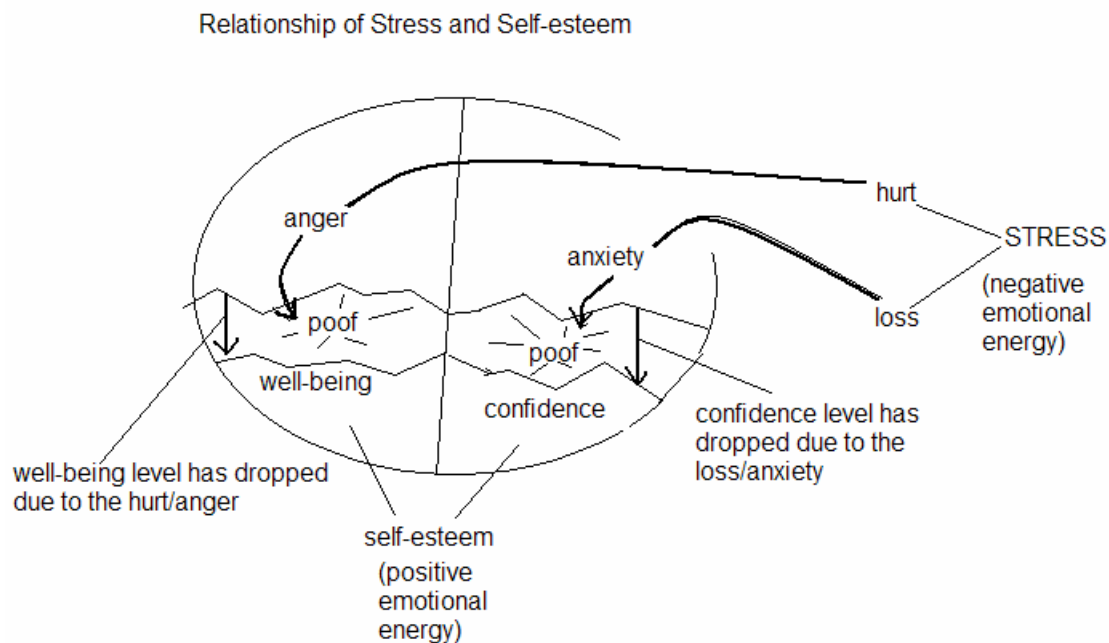 Relationship of Stress and Self-esteem
hurt
anger
STRESS
anxiety
(negative
emotional
energy)
loss
poof
poof
well-being
confidence
confidence level has
dropped due to the
loss/anxiety
well-being level has dropped
due to the hurt/anger
self-esteem
(positive
emotional
energy)